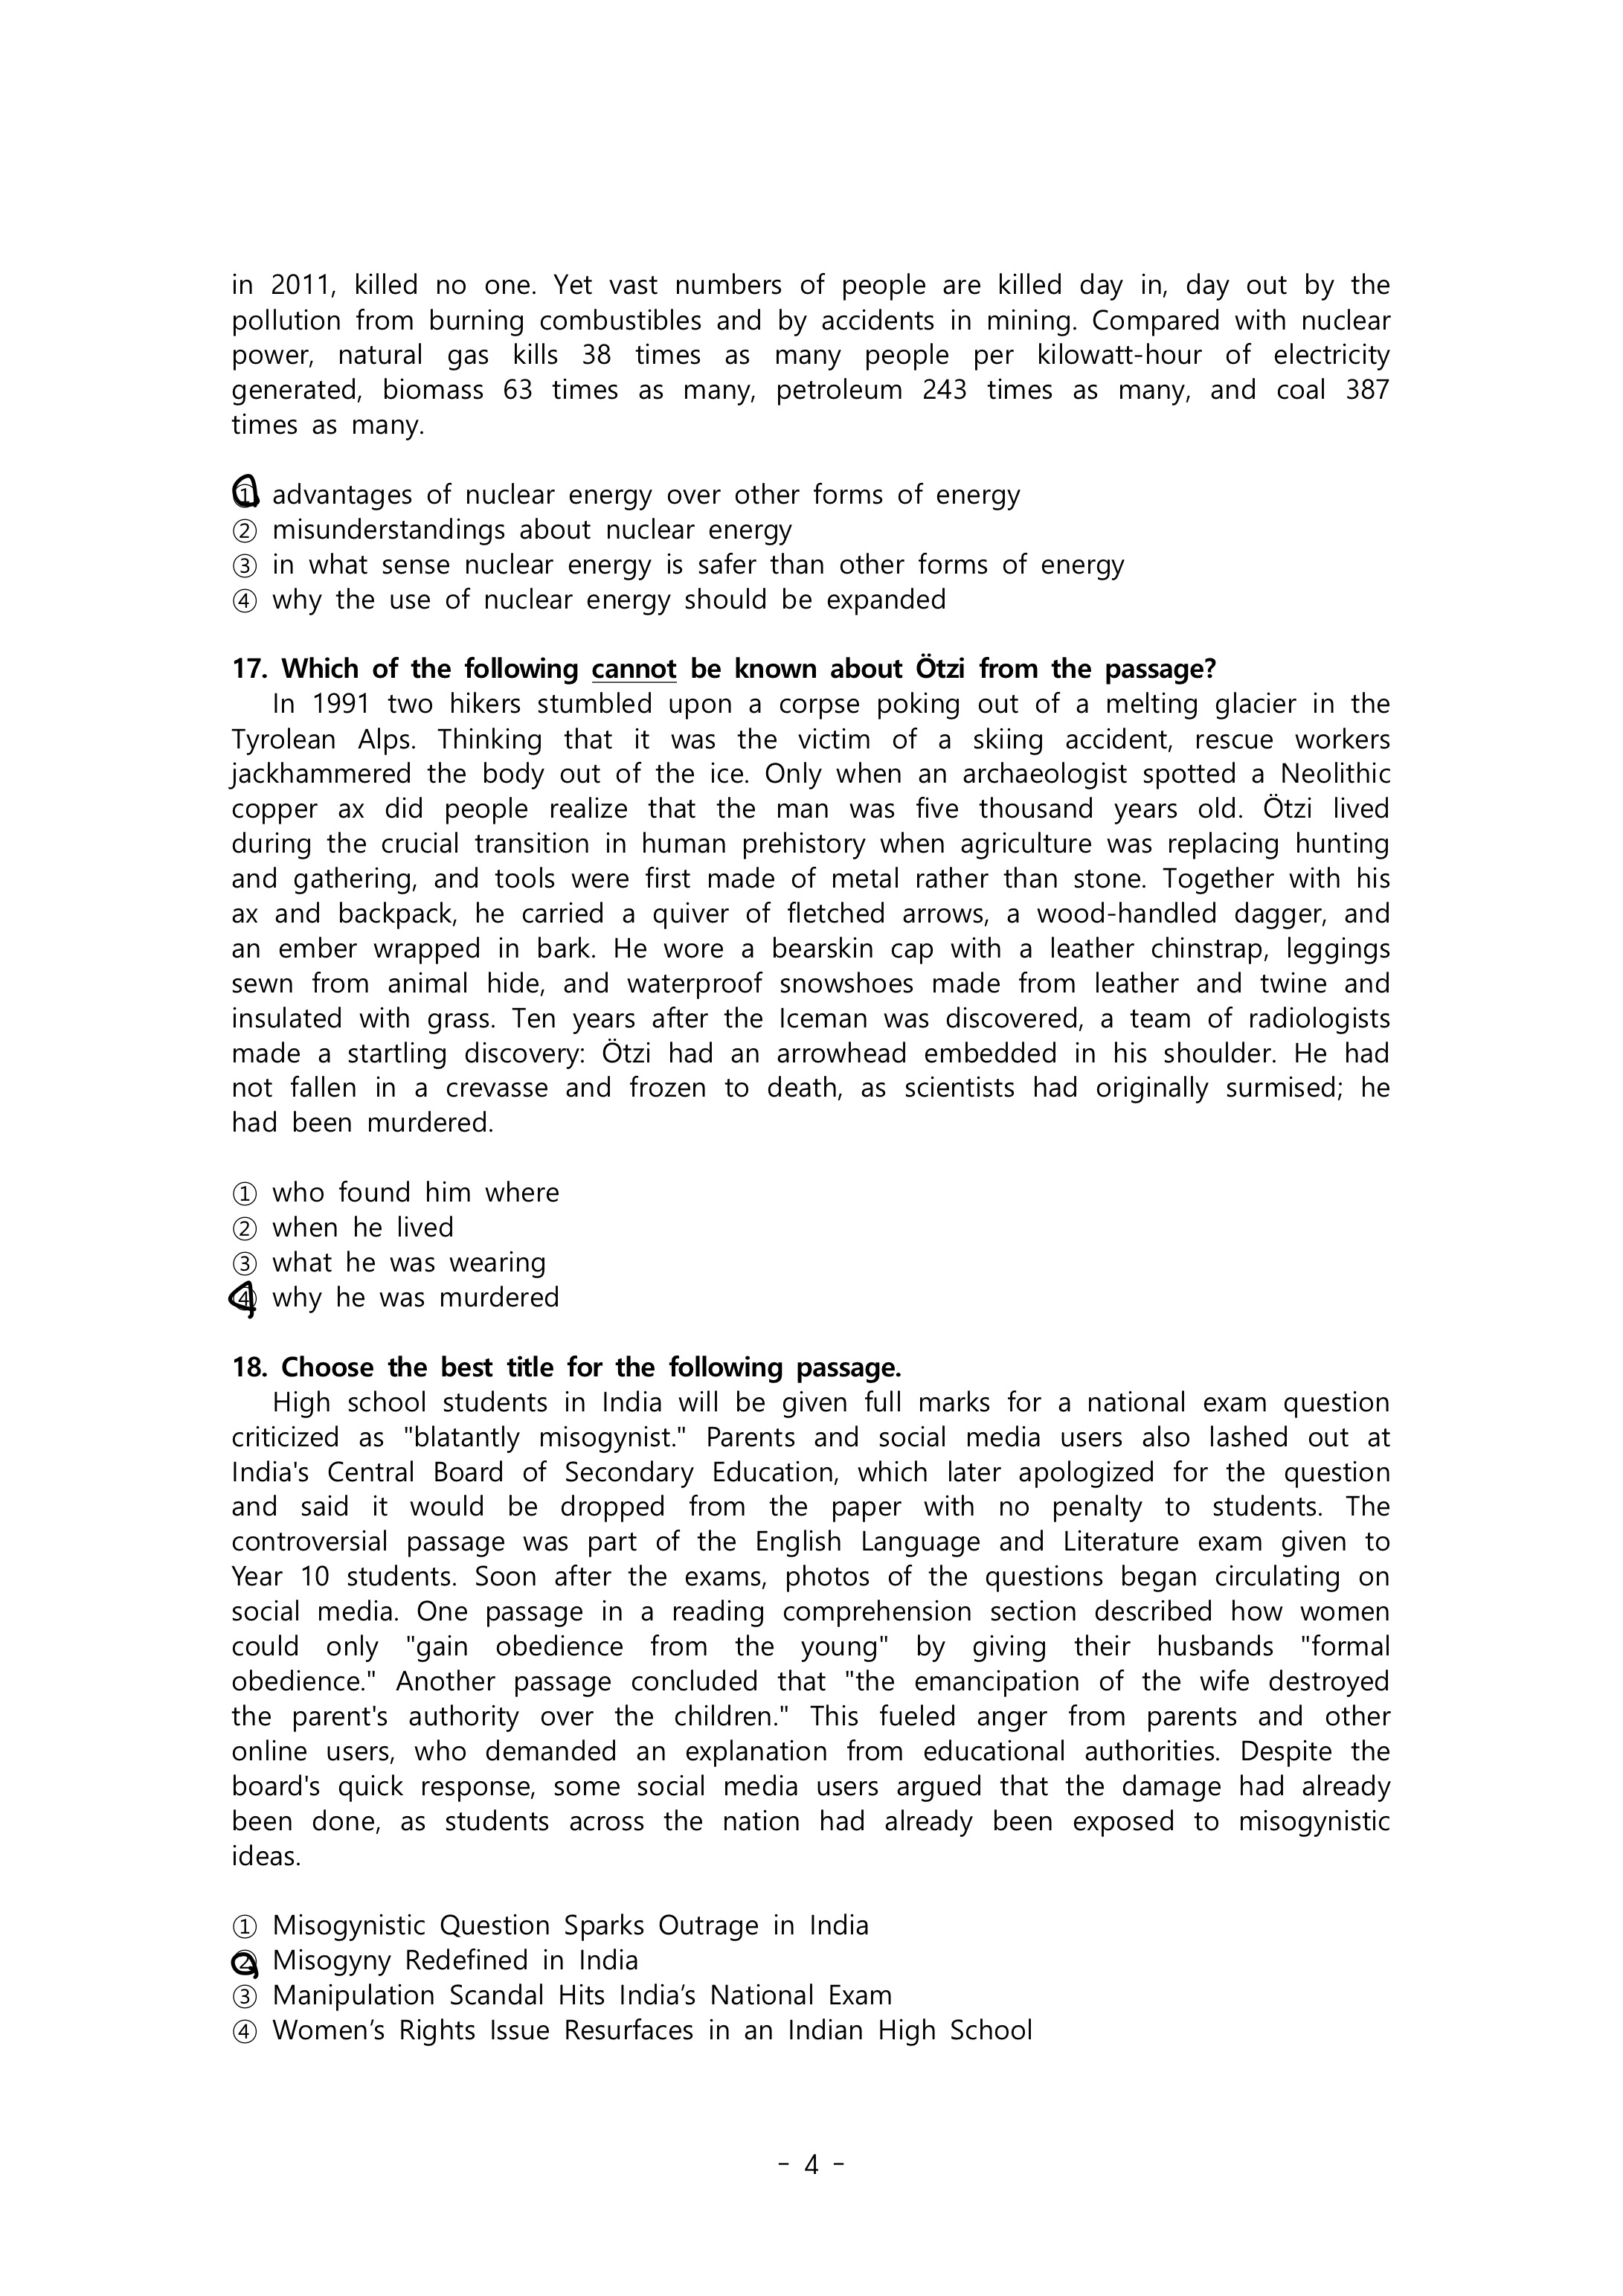 in 2011, killed no one. Yet vast numbers of people are killed day in, day out by the
pollution from burning combustibles and by accidents in mining. Compared with nuclear
power, natural gas kills 38 times as many people per kilowatt-hour of electricity
generated, biomass 63 times as many, petroleum 243 times as many, and coal 387
times as many.
① advantages of nuclear energy over other forms of energy
② misunderstandings about nuclear energy
③ in what sense nuclear energy is safer than other forms of energy
④ why the use of nuclear energy should be expanded
17. Which of the following cannot be known about Ötzi from the passage?
In 1991 two hikers stumbled upon a corpse poking out of a melting glacier in the
Tyrolean Alps. Thinking that it was the victim of a skiing accident, rescue workers
jackhammered the body out of the ice. Only when an archaeologist spotted a Neolithic
copper ax did people realize that the man was five thousand years old. Ötzi lived
during the crucial transition in human prehistory when agriculture was replacing hunting
and gathering, and tools were first made of metal rather than stone. Together with his
ax and backpack, he carried a quiver of fletched arrows, a wood-handled dagger, and
an ember wrapped in bark. He wore a bearskin cap with a leather chinstrap, leggings
sewn from animal hide, and waterproof snowshoes made from leather and twine and
insulated with grass. Ten years after the Iceman was discovered, a team of radiologists
made a startling discovery: Ötzi had an arrowhead embedded in his shoulder. He had
not fallen in a crevasse and frozen to death, as scientists had originally surmised; he
had been murdered.
① who found him where
② when he lived
③ what he was wearing
④ why he was murdered
18. Choose the best title for the following passage.
High school students in India will be given full marks for a national exam question
criticized as "blatantly misogynist." Parents and social media users also lashed out at
India's Central Board of Secondary Education, which later apologized for the question
and said it would be dropped from the paper with no penalty to students. The
controversial passage was part of the English Language and Literature exam given to
Year 10 students. Soon after the exams, photos of the questions began circulating on
social media. One passage in a reading comprehension section described how women
could only "gain obedience from the young" by giving their husbands "formal
obedience." Another passage concluded that "the emancipation of the wife destroyed
the parent's authority over the children." This fueled anger from parents and other
online users, who demanded an explanation from educational authorities. Despite the
board's quick response, some social media users argued that the damage had already
been done, as students across the nation had already been exposed to misogynistic
ideas.
① Misogynistic Question Sparks Outrage in India
② Misogyny Redefined in India
③ Manipulation Scandal Hits India’s National Exam
④ Women’s Rights Issue Resurfaces in an Indian High School
- 4 -